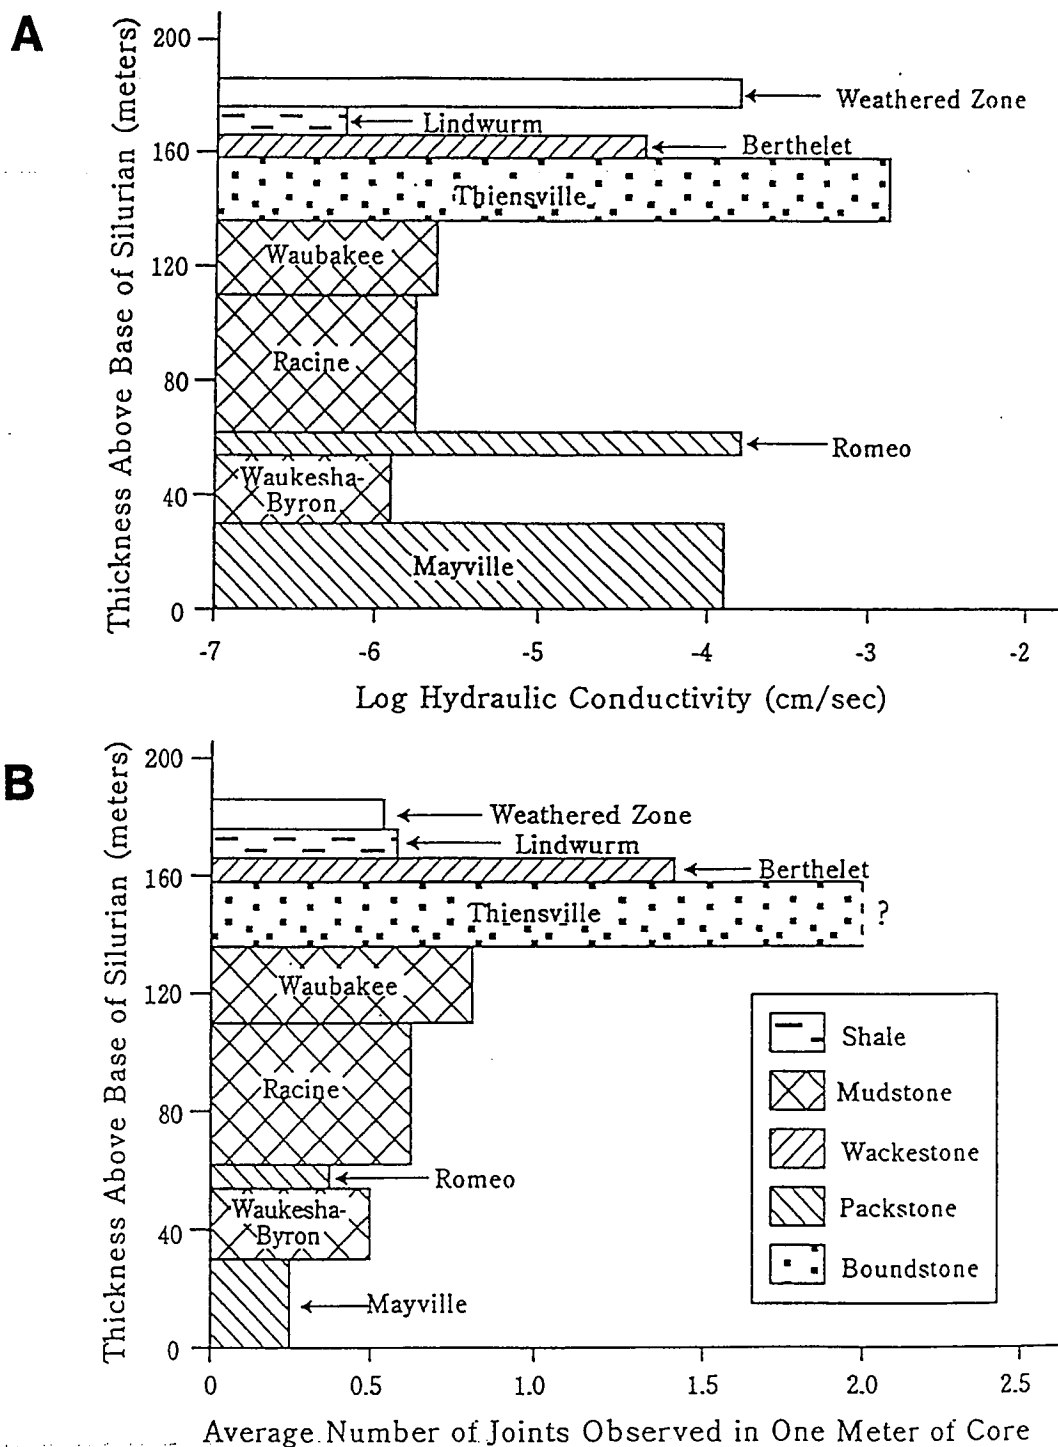 A
Thickness Above Base of Silurian (meters)
200
160
120
80
40
0
Weathered Zone
Lindwurm
Berthelet
Thiensville
Waubakee
Racine
Romeo
Waukesha-
Byron
Mayville
-7 -6 -5 -4 -3 -2
Log Hydraulic Conductivity (cm/sec)
B
Thickness Above Base of Silurian (meters)
200
160
120
80
40
0
Weathered Zone
Lindwurm
Berthelet
Thiensville ?
Waubakee
Racine
Romeo
Waukesha-
Byron
Mayville
Shale
Mudstone
Wackestone
Packstone
Boundstone
0 0.5 1.0 1.5 2.0 2.5
Average Number of Joints Observed in One Meter of Core